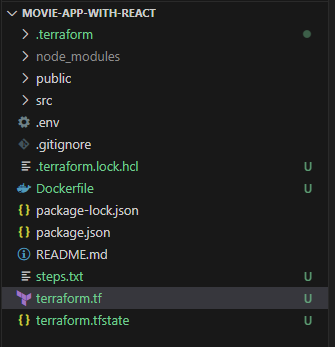 MOVIE-APP-WITH-REACT
.terraform
node_modules
public
src
.env
.gitignore
.terraform.lock.hcl U
Dockerfile U
package-lock.json
package.json
README.md
steps.txt U
terraform.tf U
terraform.tfstate U